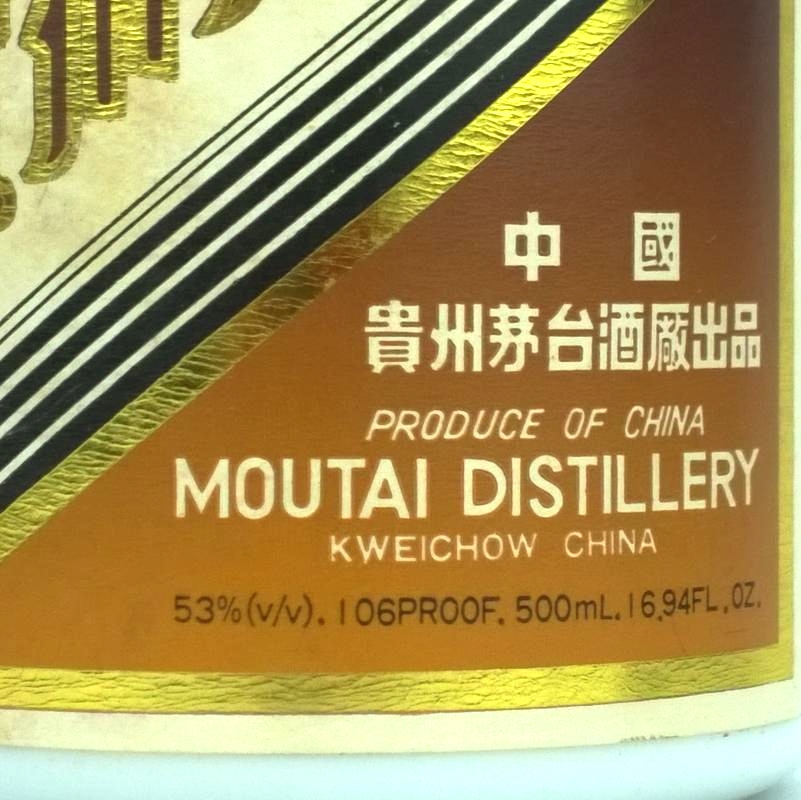 中國
貴州茅台酒廠出品
PRODUCE OF CHINA
MOUTAI DISTILLERY
KWEICHOW CHINA
53%(v/v). 106PROOF. 500mL. 16.94FL.OZ.